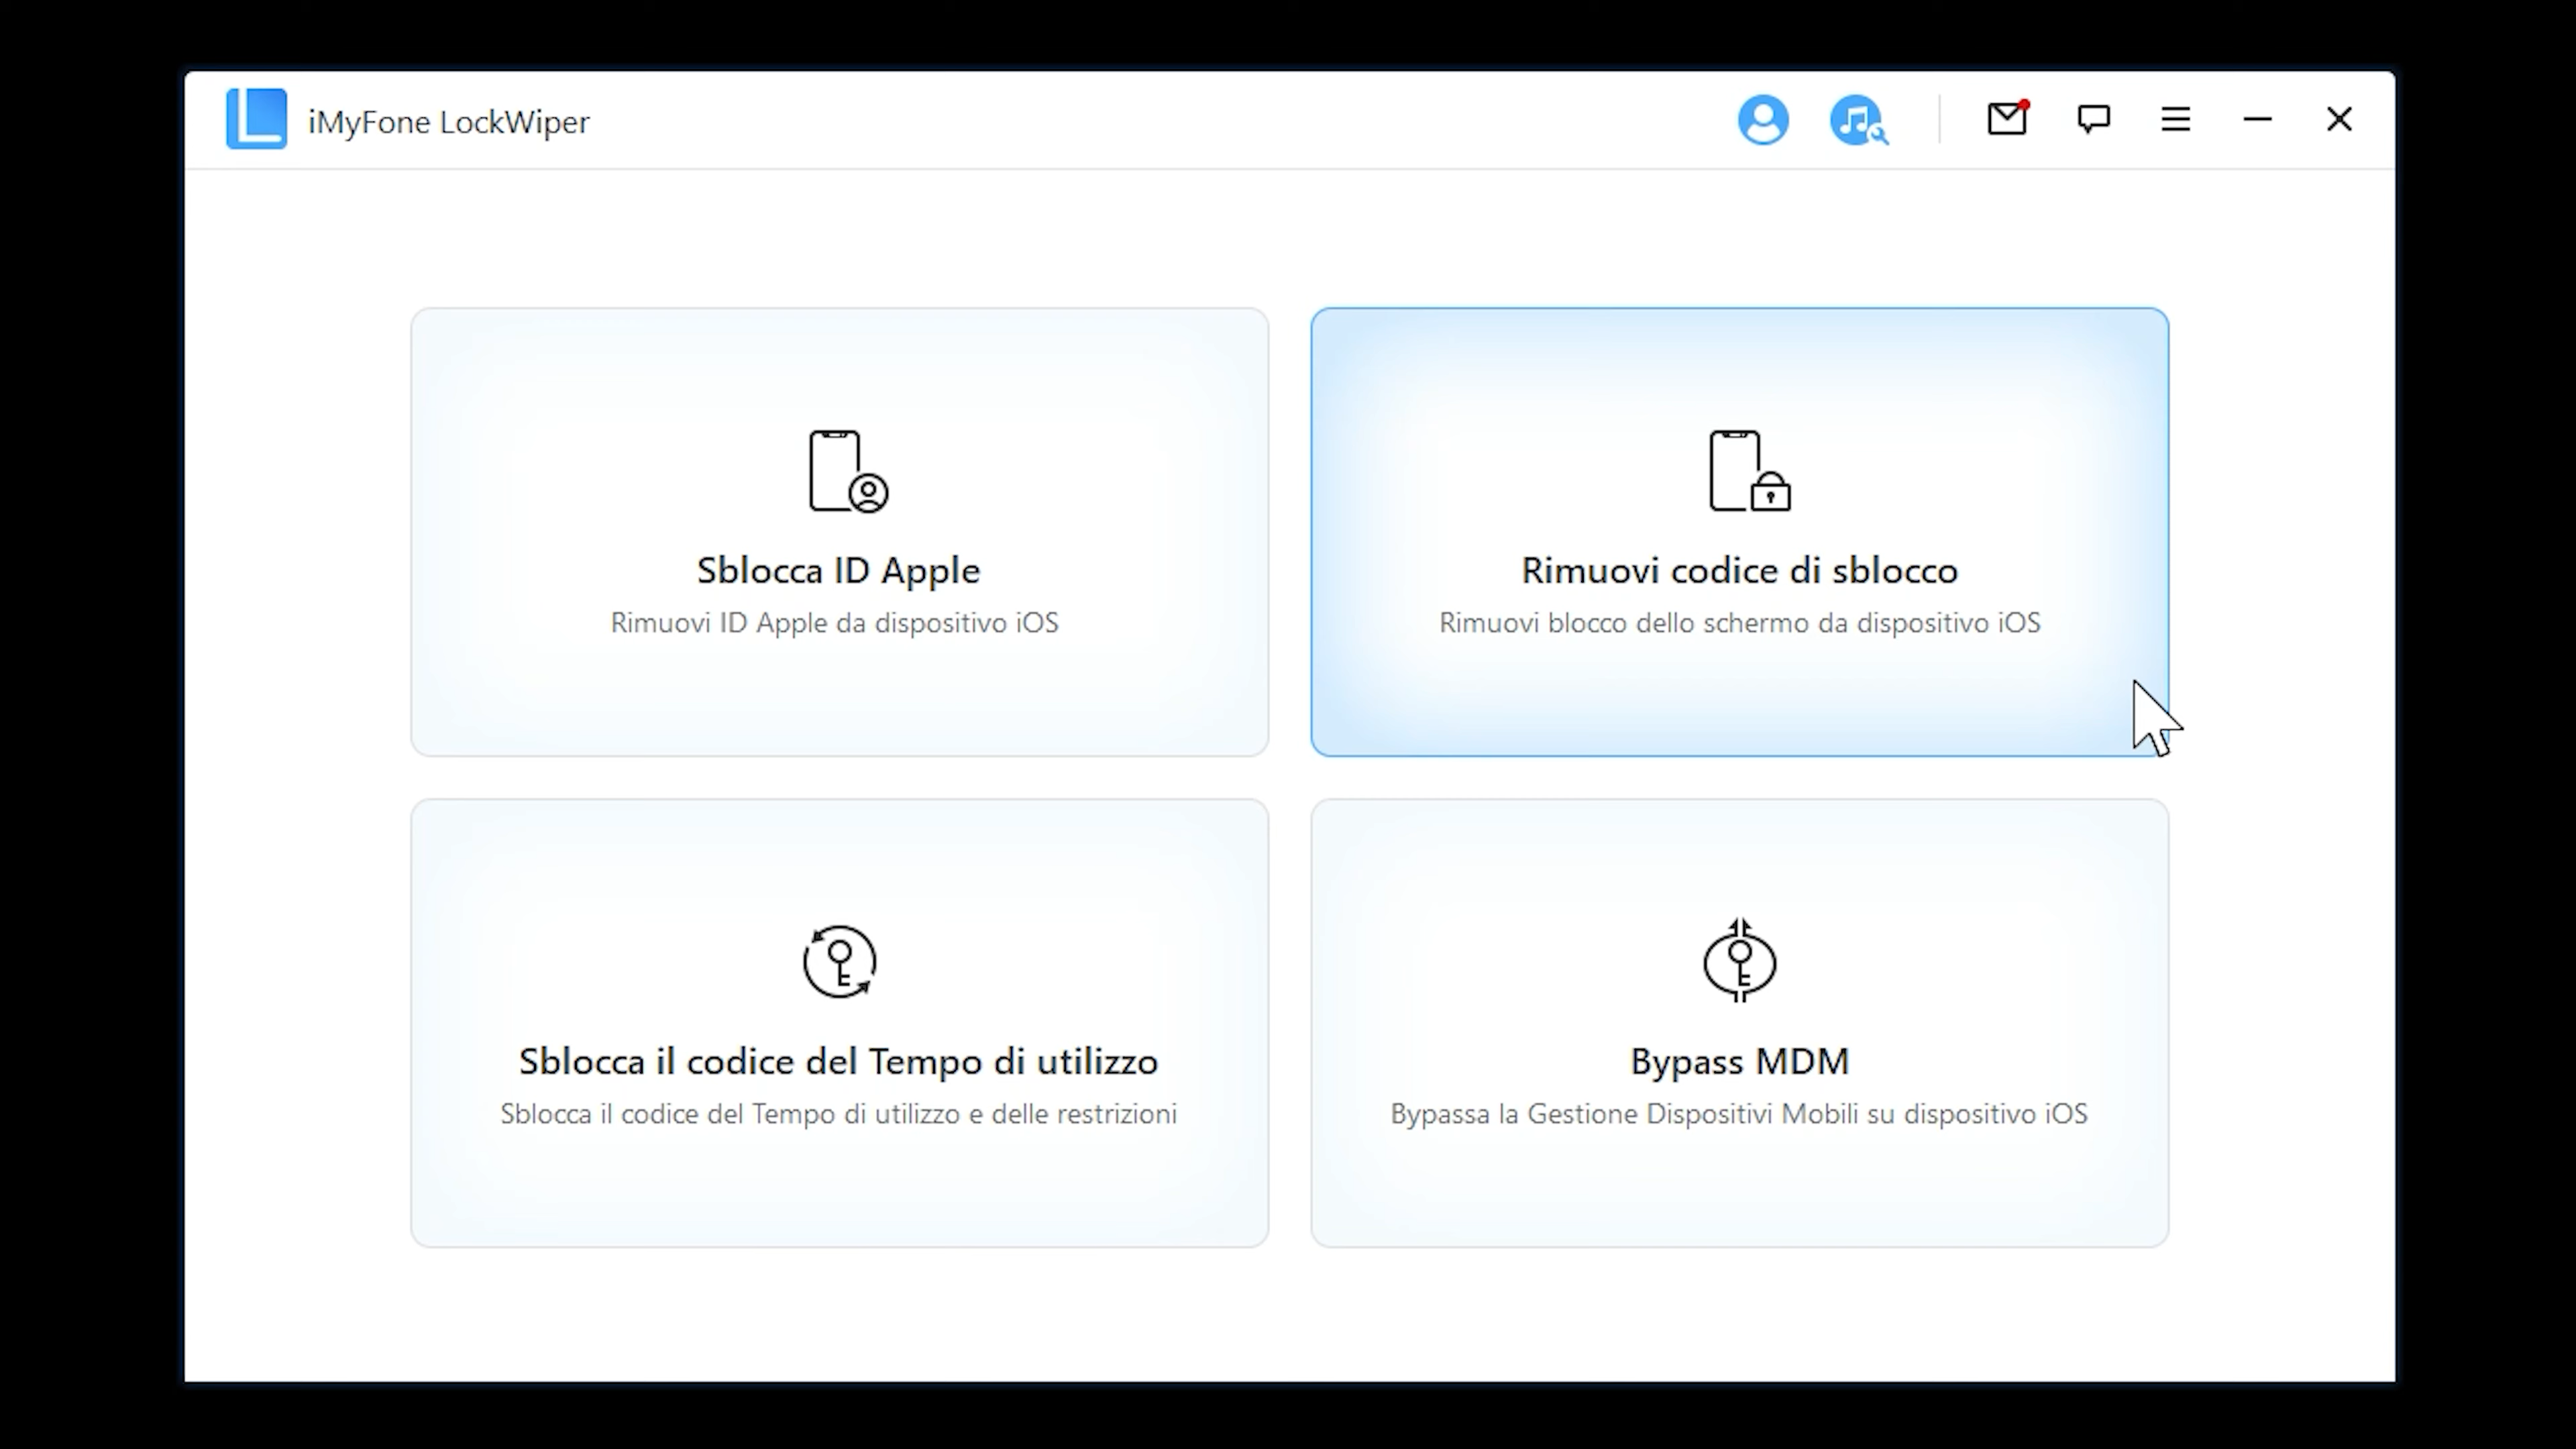 iMyFone LockWiper
Sblocca ID Apple
Rimuovi ID Apple da dispositivo iOS
Rimuovi codice di sblocco
Rimuovi blocco dello schermo da dispositivo iOS
Sblocca il codice del Tempo di utilizzo
Sblocca il codice del Tempo di utilizzo e delle restrizioni
Bypass MDM
Bypassa la Gestione Dispositivi Mobili su dispositivo iOS